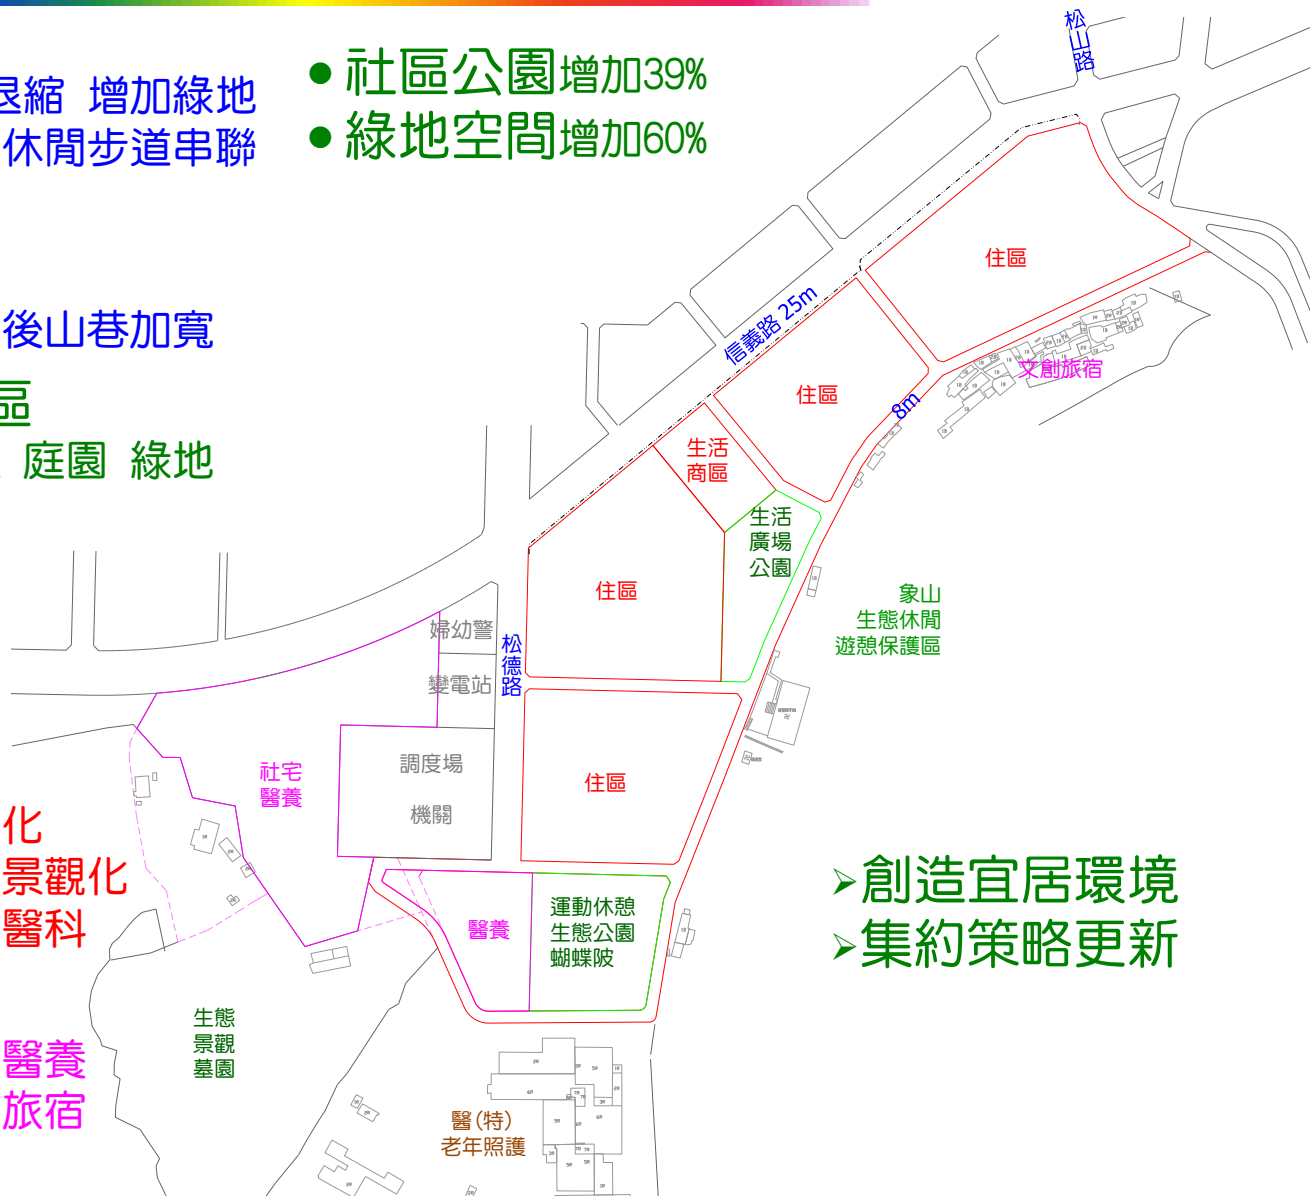 退縮 增加綠地
休閒步道串聯
● 社區公園增加39%
● 綠地空間增加60%
松山路
後山巷加寬
區
庭園 綠地
信義路 25m
住區
住區
8m
文創旅宿
生活
商區
生活
廣場
公園
住區
象山
生態休閒
遊憩保護區
婦幼警
變電站
松德路
調度場
機關
社宅
醫養
住區
化
景觀化
醫科
醫養
運動休憩
生態公園
蝴蝶陂
➢創造宜居環境
➢集約策略更新
生態
景觀
墓園
醫養
旅宿
醫(特)
老年照護